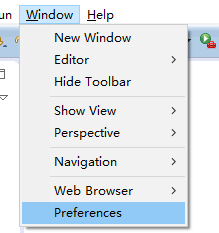 un Window Help
New Window
Editor
Hide Toolbar
Show View
Perspective
Navigation
Web Browser
Preferences